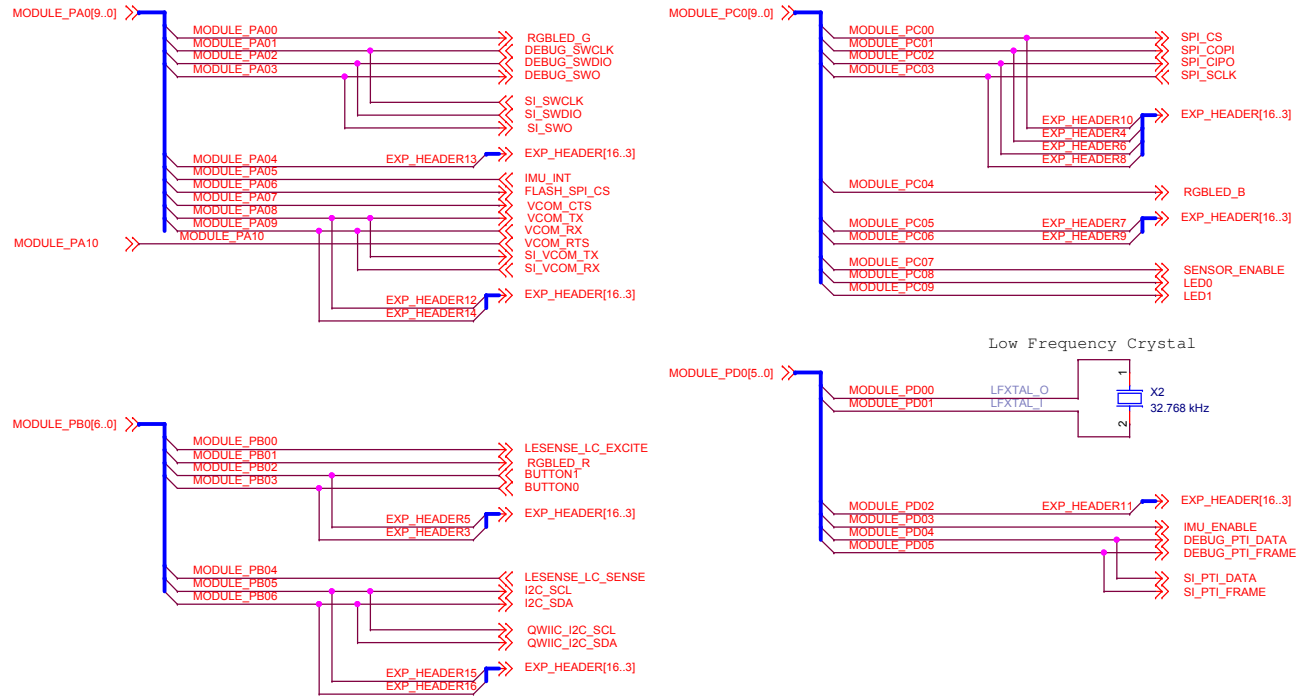 MODULE_PA0[9..0]
MODULE_PA00 RGBLED_G
MODULE_PA01 DEBUG_SWCLK
MODULE_PA02 DEBUG_SWDIO
MODULE_PA03 DEBUG_SWO
SI_SWCLK
SI_SWDIO
SI_SWO
MODULE_PA04 EXP_HEADER13 EXP_HEADER[16..3]
MODULE_PA05 IMU_INT
MODULE_PA06 FLASH_SPI_CS
MODULE_PA07 VCOM_CTS
MODULE_PA08 VCOM_TX
MODULE_PA09 VCOM_RX
MODULE_PA10 MODULE_PA10 VCOM_RTS
SI_VCOM_TX
SI_VCOM_RX
EXP_HEADER12 EXP_HEADER[16..3]
EXP_HEADER14
MODULE_PB0[6..0]
MODULE_PB00 LESENSE_LC_EXCITE
MODULE_PB01 RGBLED_R
MODULE_PB02 BUTTON1
MODULE_PB03 BUTTON0
EXP_HEADER5 EXP_HEADER[16..3]
EXP_HEADER3
MODULE_PB04 LESENSE_LC_SENSE
MODULE_PB05 I2C_SCL
MODULE_PB06 I2C_SDA
QWIIC_I2C_SCL
QWIIC_I2C_SDA
EXP_HEADER15 EXP_HEADER[16..3]
EXP_HEADER16
MODULE_PC0[9..0]
MODULE_PC00 SPI_CS
MODULE_PC01 SPI_COPI
MODULE_PC02 SPI_CIPO
MODULE_PC03 SPI_SCLK
EXP_HEADER10 EXP_HEADER[16..3]
EXP_HEADER4
EXP_HEADER6
EXP_HEADER8
MODULE_PC04 RGBLED_B
MODULE_PC05 EXP_HEADER7 EXP_HEADER[16..3]
MODULE_PC06 EXP_HEADER9
MODULE_PC07 SENSOR_ENABLE
MODULE_PC08 LED0
MODULE_PC09 LED1
Low Frequency Crystal
MODULE_PD0[5..0]
MODULE_PD00 LFXTAL_O
MODULE_PD01 LFXTAL_I
1
X2
32.768 kHz
2
MODULE_PD02 EXP_HEADER11 EXP_HEADER[16..3]
MODULE_PD03 IMU_ENABLE
MODULE_PD04 DEBUG_PTI_DATA
MODULE_PD05 DEBUG_PTI_FRAME
SI_PTI_DATA
SI_PTI_FRAME